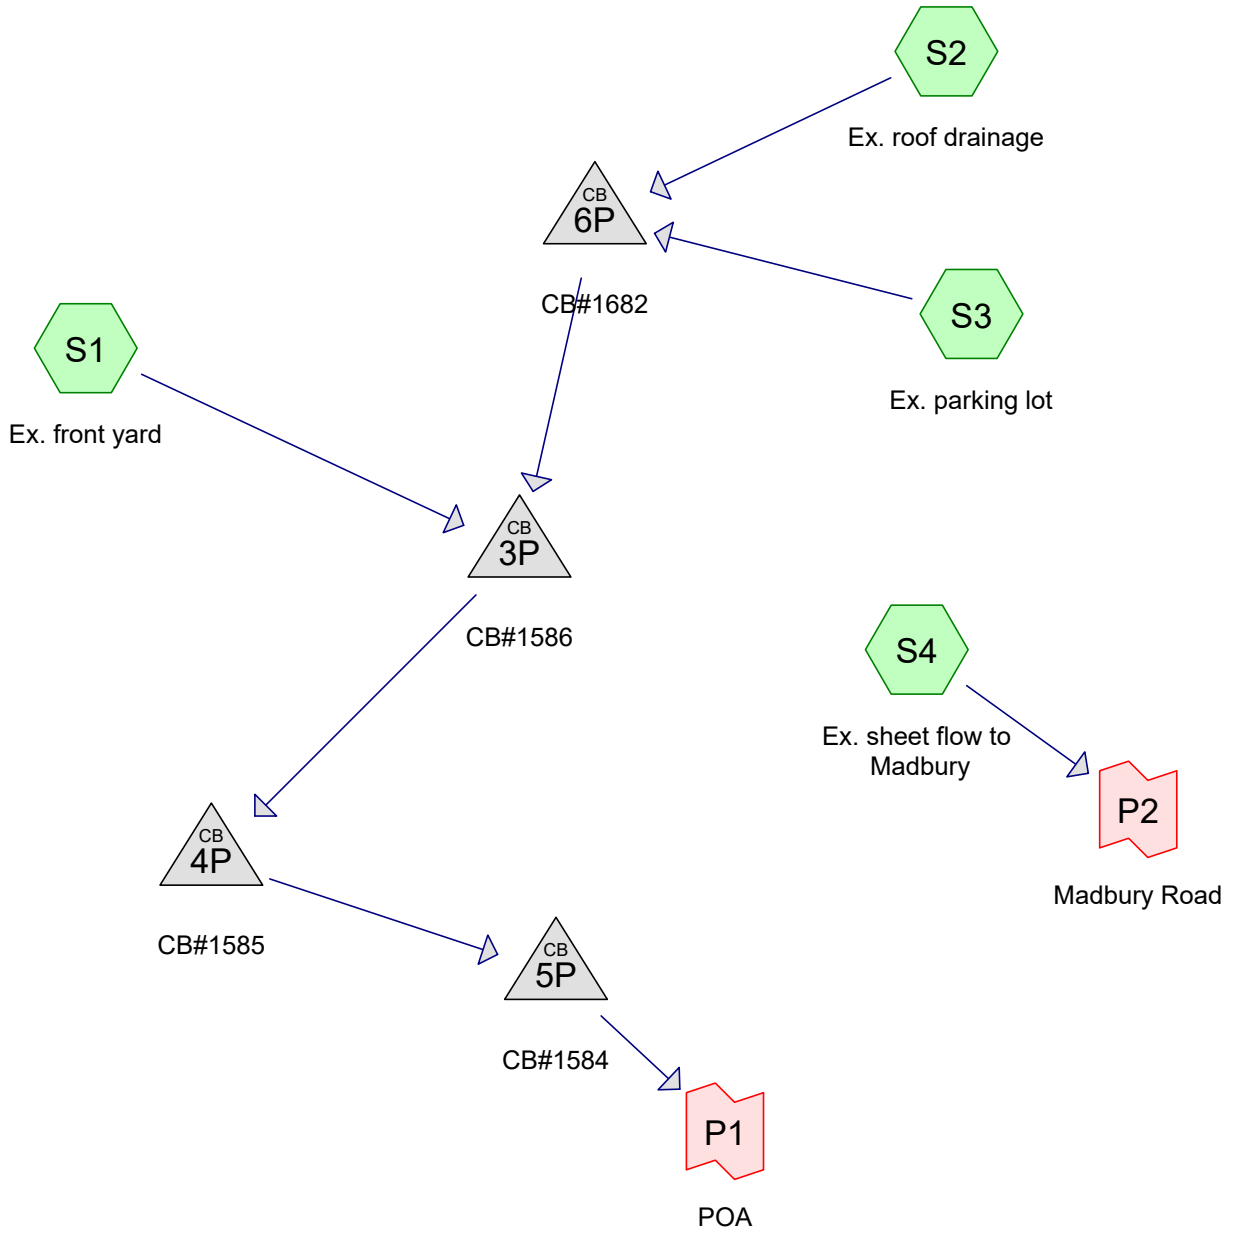 S2
Ex. roof drainage
CB
6P
CB#1682
S3
Ex. parking lot
S1
Ex. front yard
CB
3P
CB#1586
S4
Ex. sheet flow to
Madbury
P2
Madbury Road
CB
4P
CB#1585
CB
5P
CB#1584
P1
POA